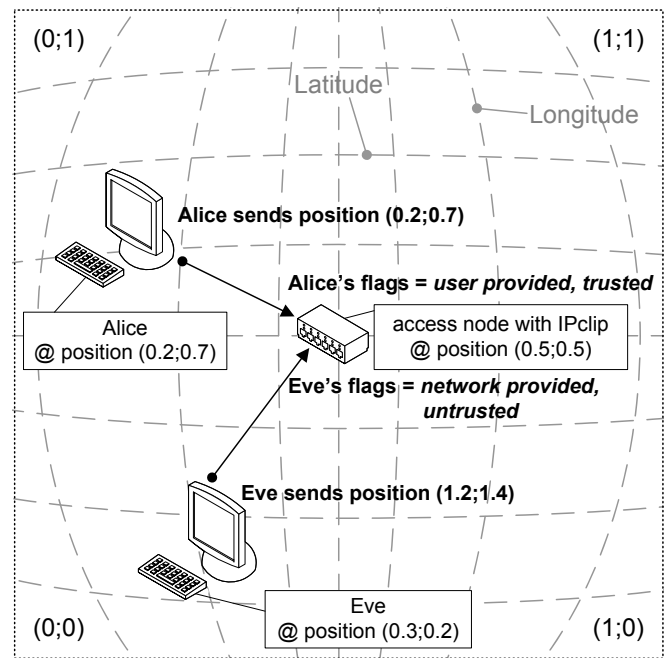 (0;1)
(1;1)
Latitude
Longitude
Alice sends position (0.2;0.7)
Alice's flags = user provided, trusted
Alice
@ position (0.2;0.7)
access node with IPclip
@ position (0.5;0.5)
Eve's flags = network provided,
untrusted
Eve sends position (1.2;1.4)
Eve
@ position (0.3;0.2)
(0;0)
(1;0)